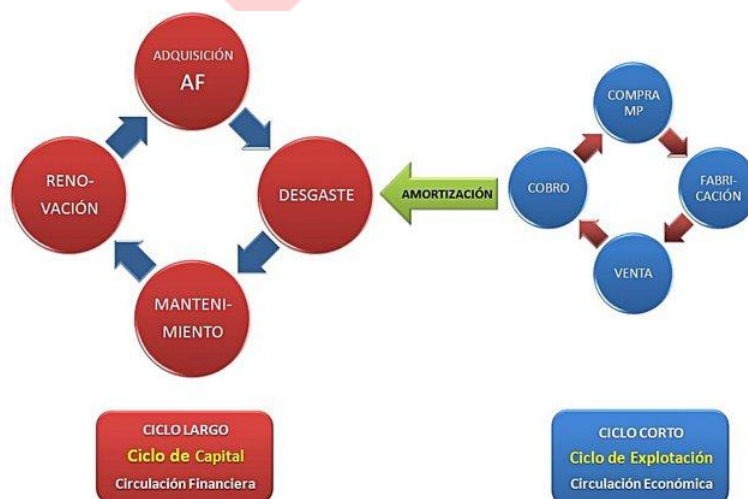 ADQUISICIÓN
AF
RENO-
VACIÓN
DESGASTE
MANTENI-
MIENTO
AMORTIZACIÓN
COMPRA
MP
COBRO
FABRI-
CACIÓN
VENTA
CICLO LARGO
Ciclo de Capital
Circulación Financiera
CICLO CORTO
Ciclo de Explotación
Circulación Económica